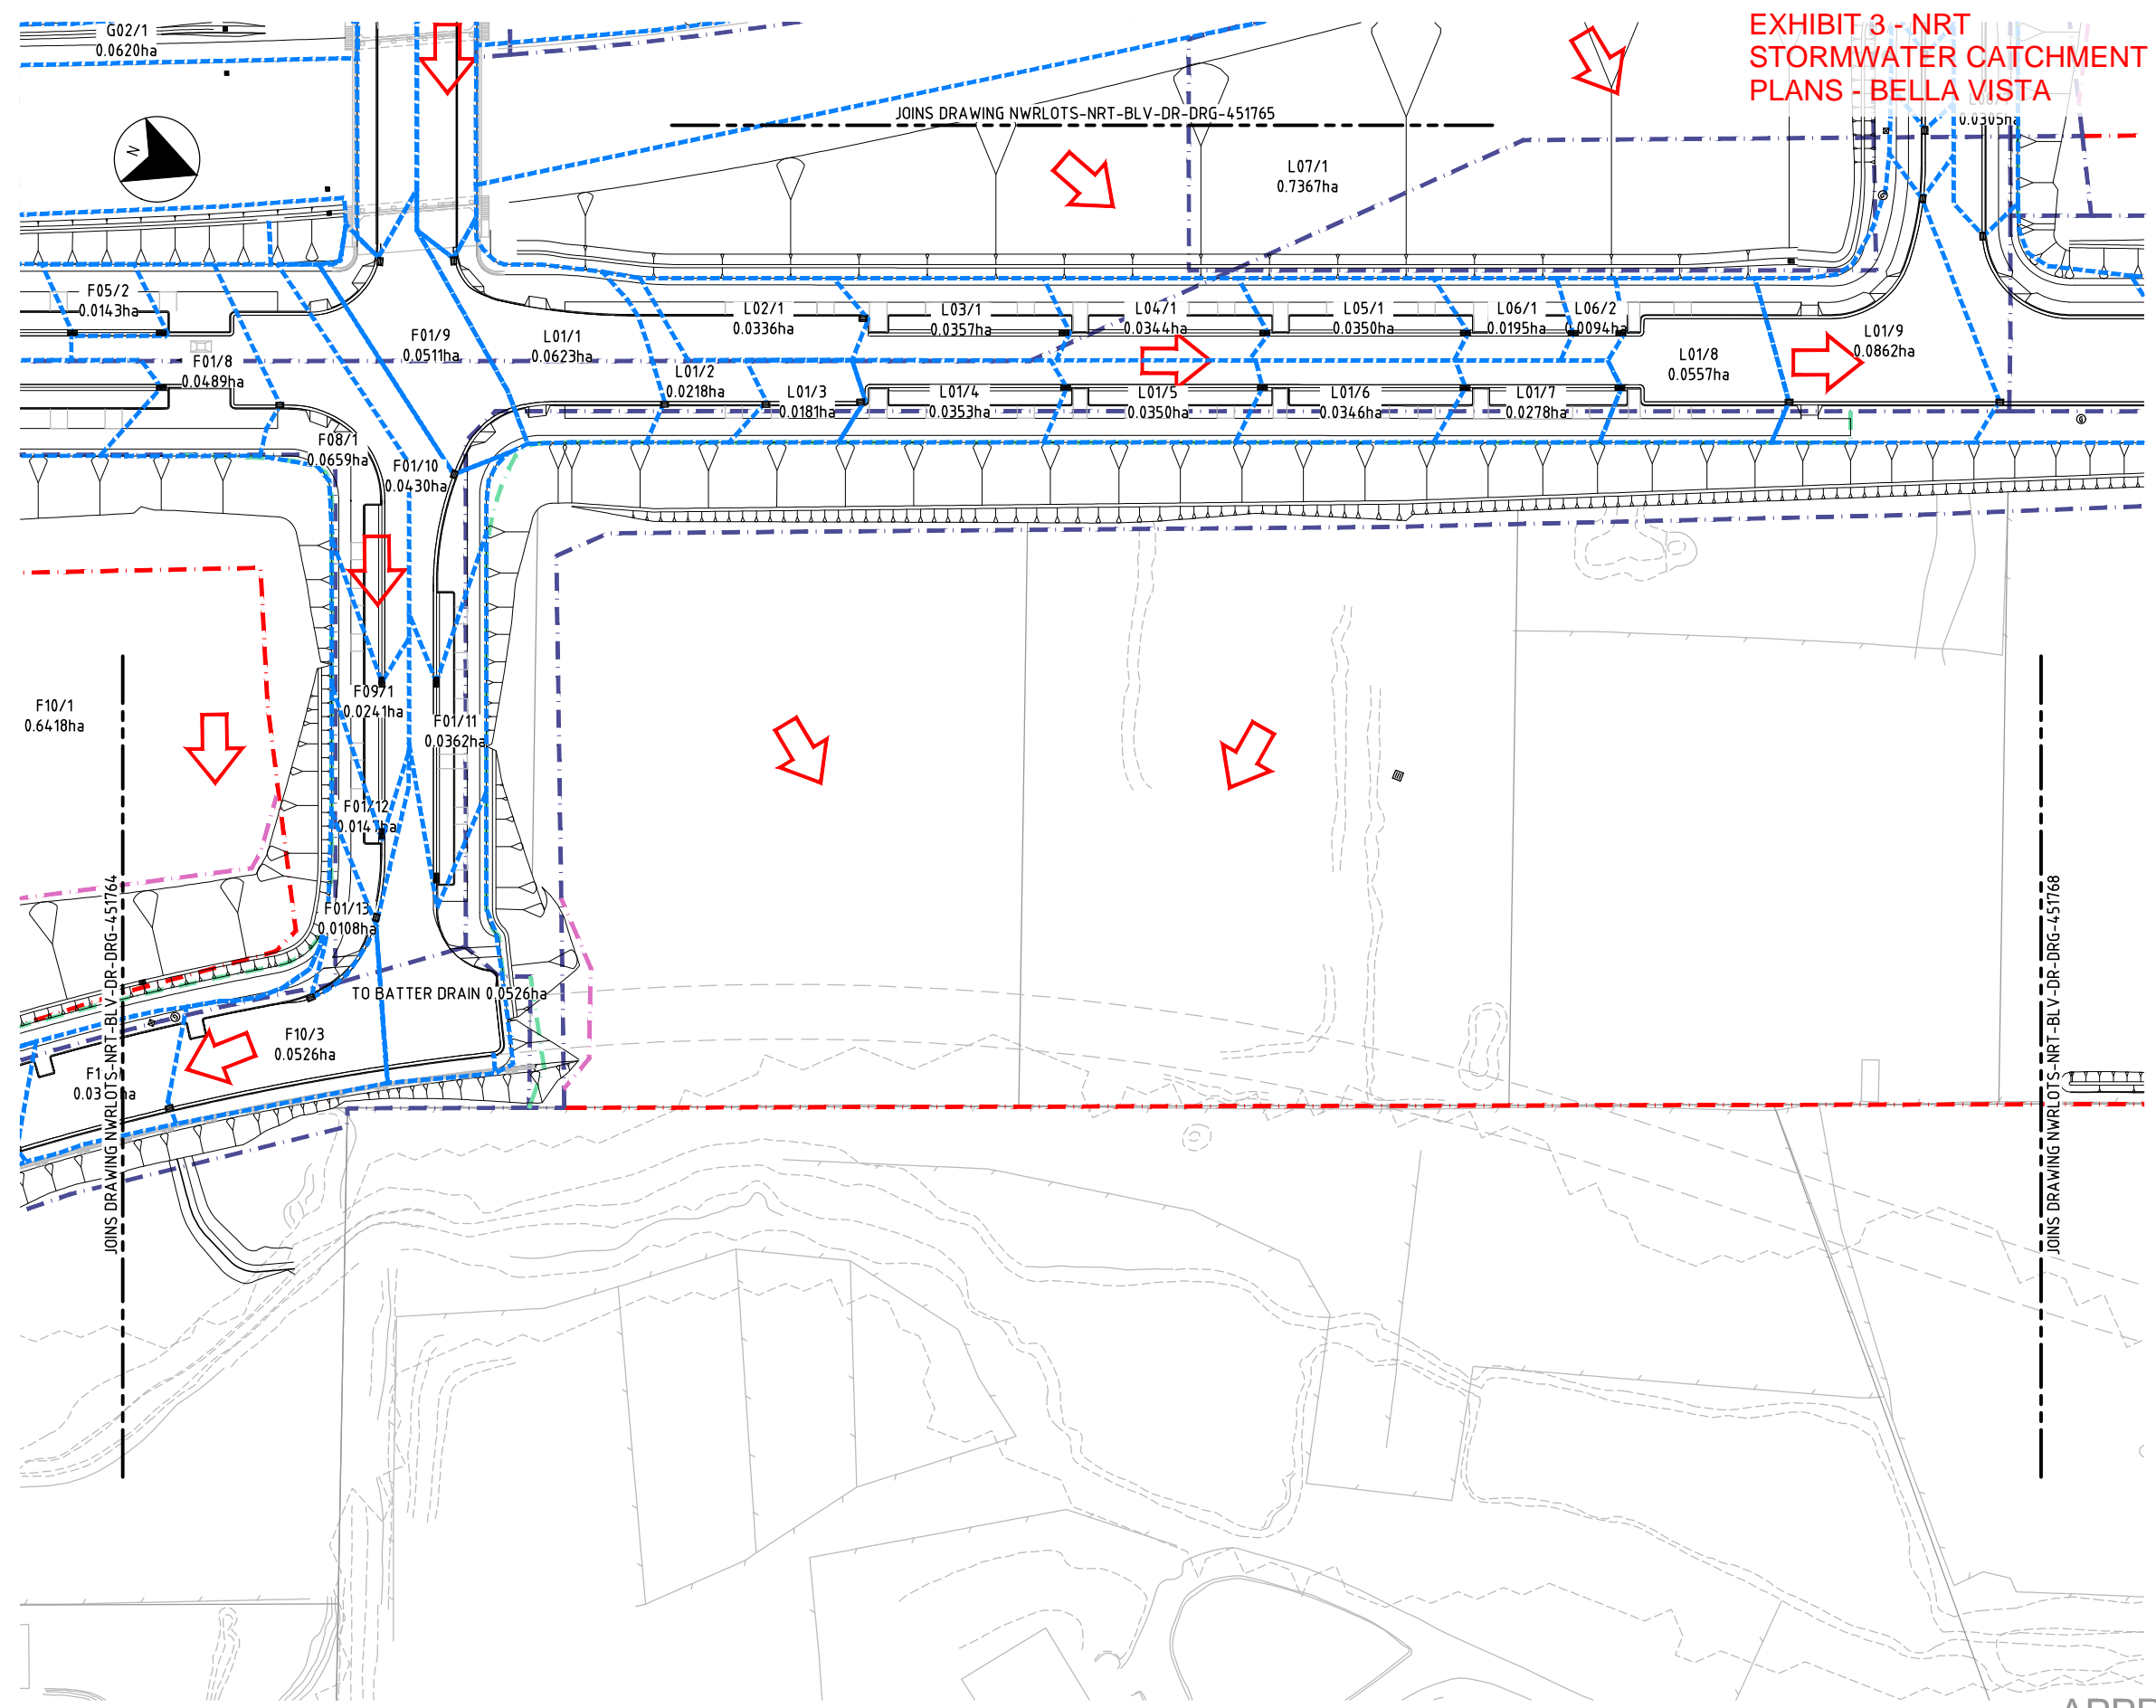 EXHIBIT 3 - NRT
STORMWATER CATCHMENT
PLANS - BELLA VISTA
G02/1
0.0620ha
N
JOINS DRAWING NWRLOTS-NRT-BLV-DR-DRG-451765
0.0305ha
L07/1
0.7367ha
F05/2
0.0143ha
F01/8
0.0489ha
F01/9
0.0511ha
L01/1
0.0623ha
L02/1
0.0336ha
L03/1
0.0357ha
L04/1
0.0344ha
L05/1
0.0350ha
L06/1
0.0195ha
L06/2
0.0094ha
L01/9
0.0862ha
L01/8
0.0557ha
L01/2
0.0218ha
L01/3
0.0181ha
L01/4
0.0353ha
L01/5
0.0350ha
L01/6
0.0346ha
L01/7
0.0278ha
F08/1
0.0659ha
F01/10
0.0430ha
F10/1
0.6418ha
F09/1
0.0241ha
F01/11
0.0362ha
F01/12
0.0141ha
F01/13
0.0108ha
TO BATTER DRAIN 0.0526ha
F10/3
0.0526ha
F1
0.03 ha
JOINS DRAWING NWRLOTS-NRT-BLV-DR-DRG-451764
JOINS DRAWING NWRLOTS-NRT-BLV-DR-DRG-451768